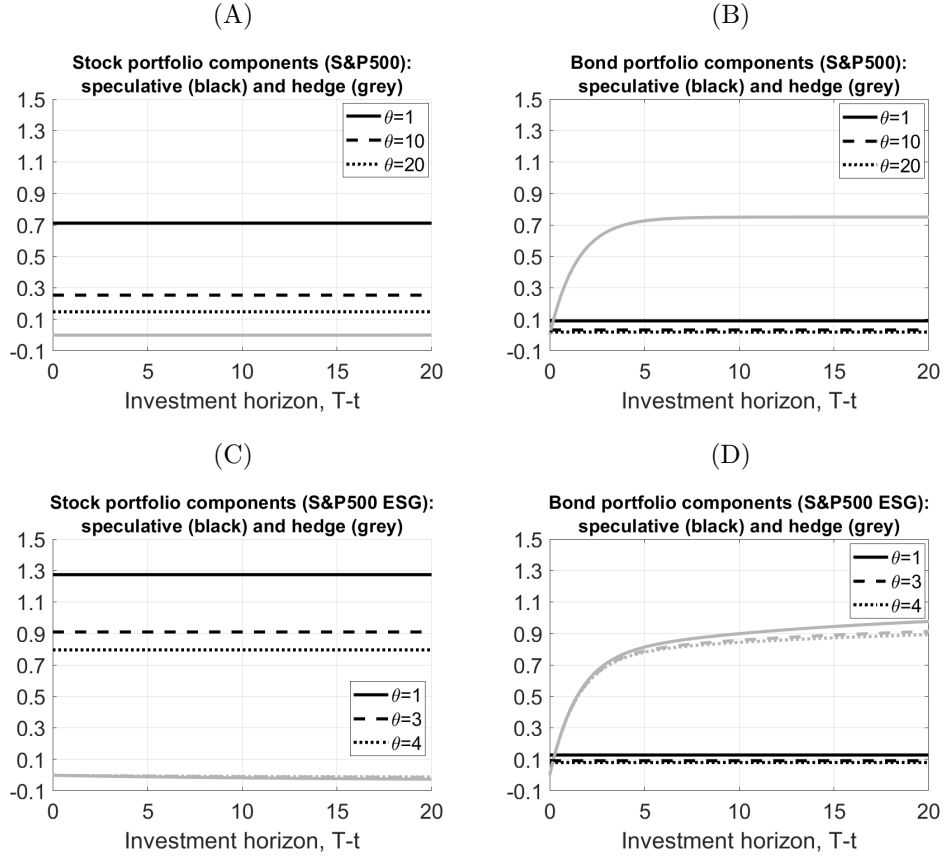 (A)
Stock portfolio components (S&P500):
speculative (black) and hedge (grey)
1.5
1.3
1.1
0.9
0.7
0.5
0.3
0.1
-0.1
θ=1
θ=10
θ=20
0 5 10 15 20
Investment horizon, T-t
(B)
Bond portfolio components (S&P500):
speculative (black) and hedge (grey)
1.5
1.3
1.1
0.9
0.7
0.5
0.3
0.1
-0.1
θ=1
θ=10
θ=20
0 5 10 15 20
Investment horizon, T-t
(C)
Stock portfolio components (S&P500 ESG):
speculative (black) and hedge (grey)
1.5
1.3
1.1
0.9
0.7
0.5
0.3
0.1
-0.1
θ=1
θ=3
θ=4
0 5 10 15 20
Investment horizon, T-t
(D)
Bond portfolio components (S&P500 ESG):
speculative (black) and hedge (grey)
1.5
1.3
1.1
0.9
0.7
0.5
0.3
0.1
-0.1
θ=1
θ=3
θ=4
0 5 10 15 20
Investment horizon, T-t